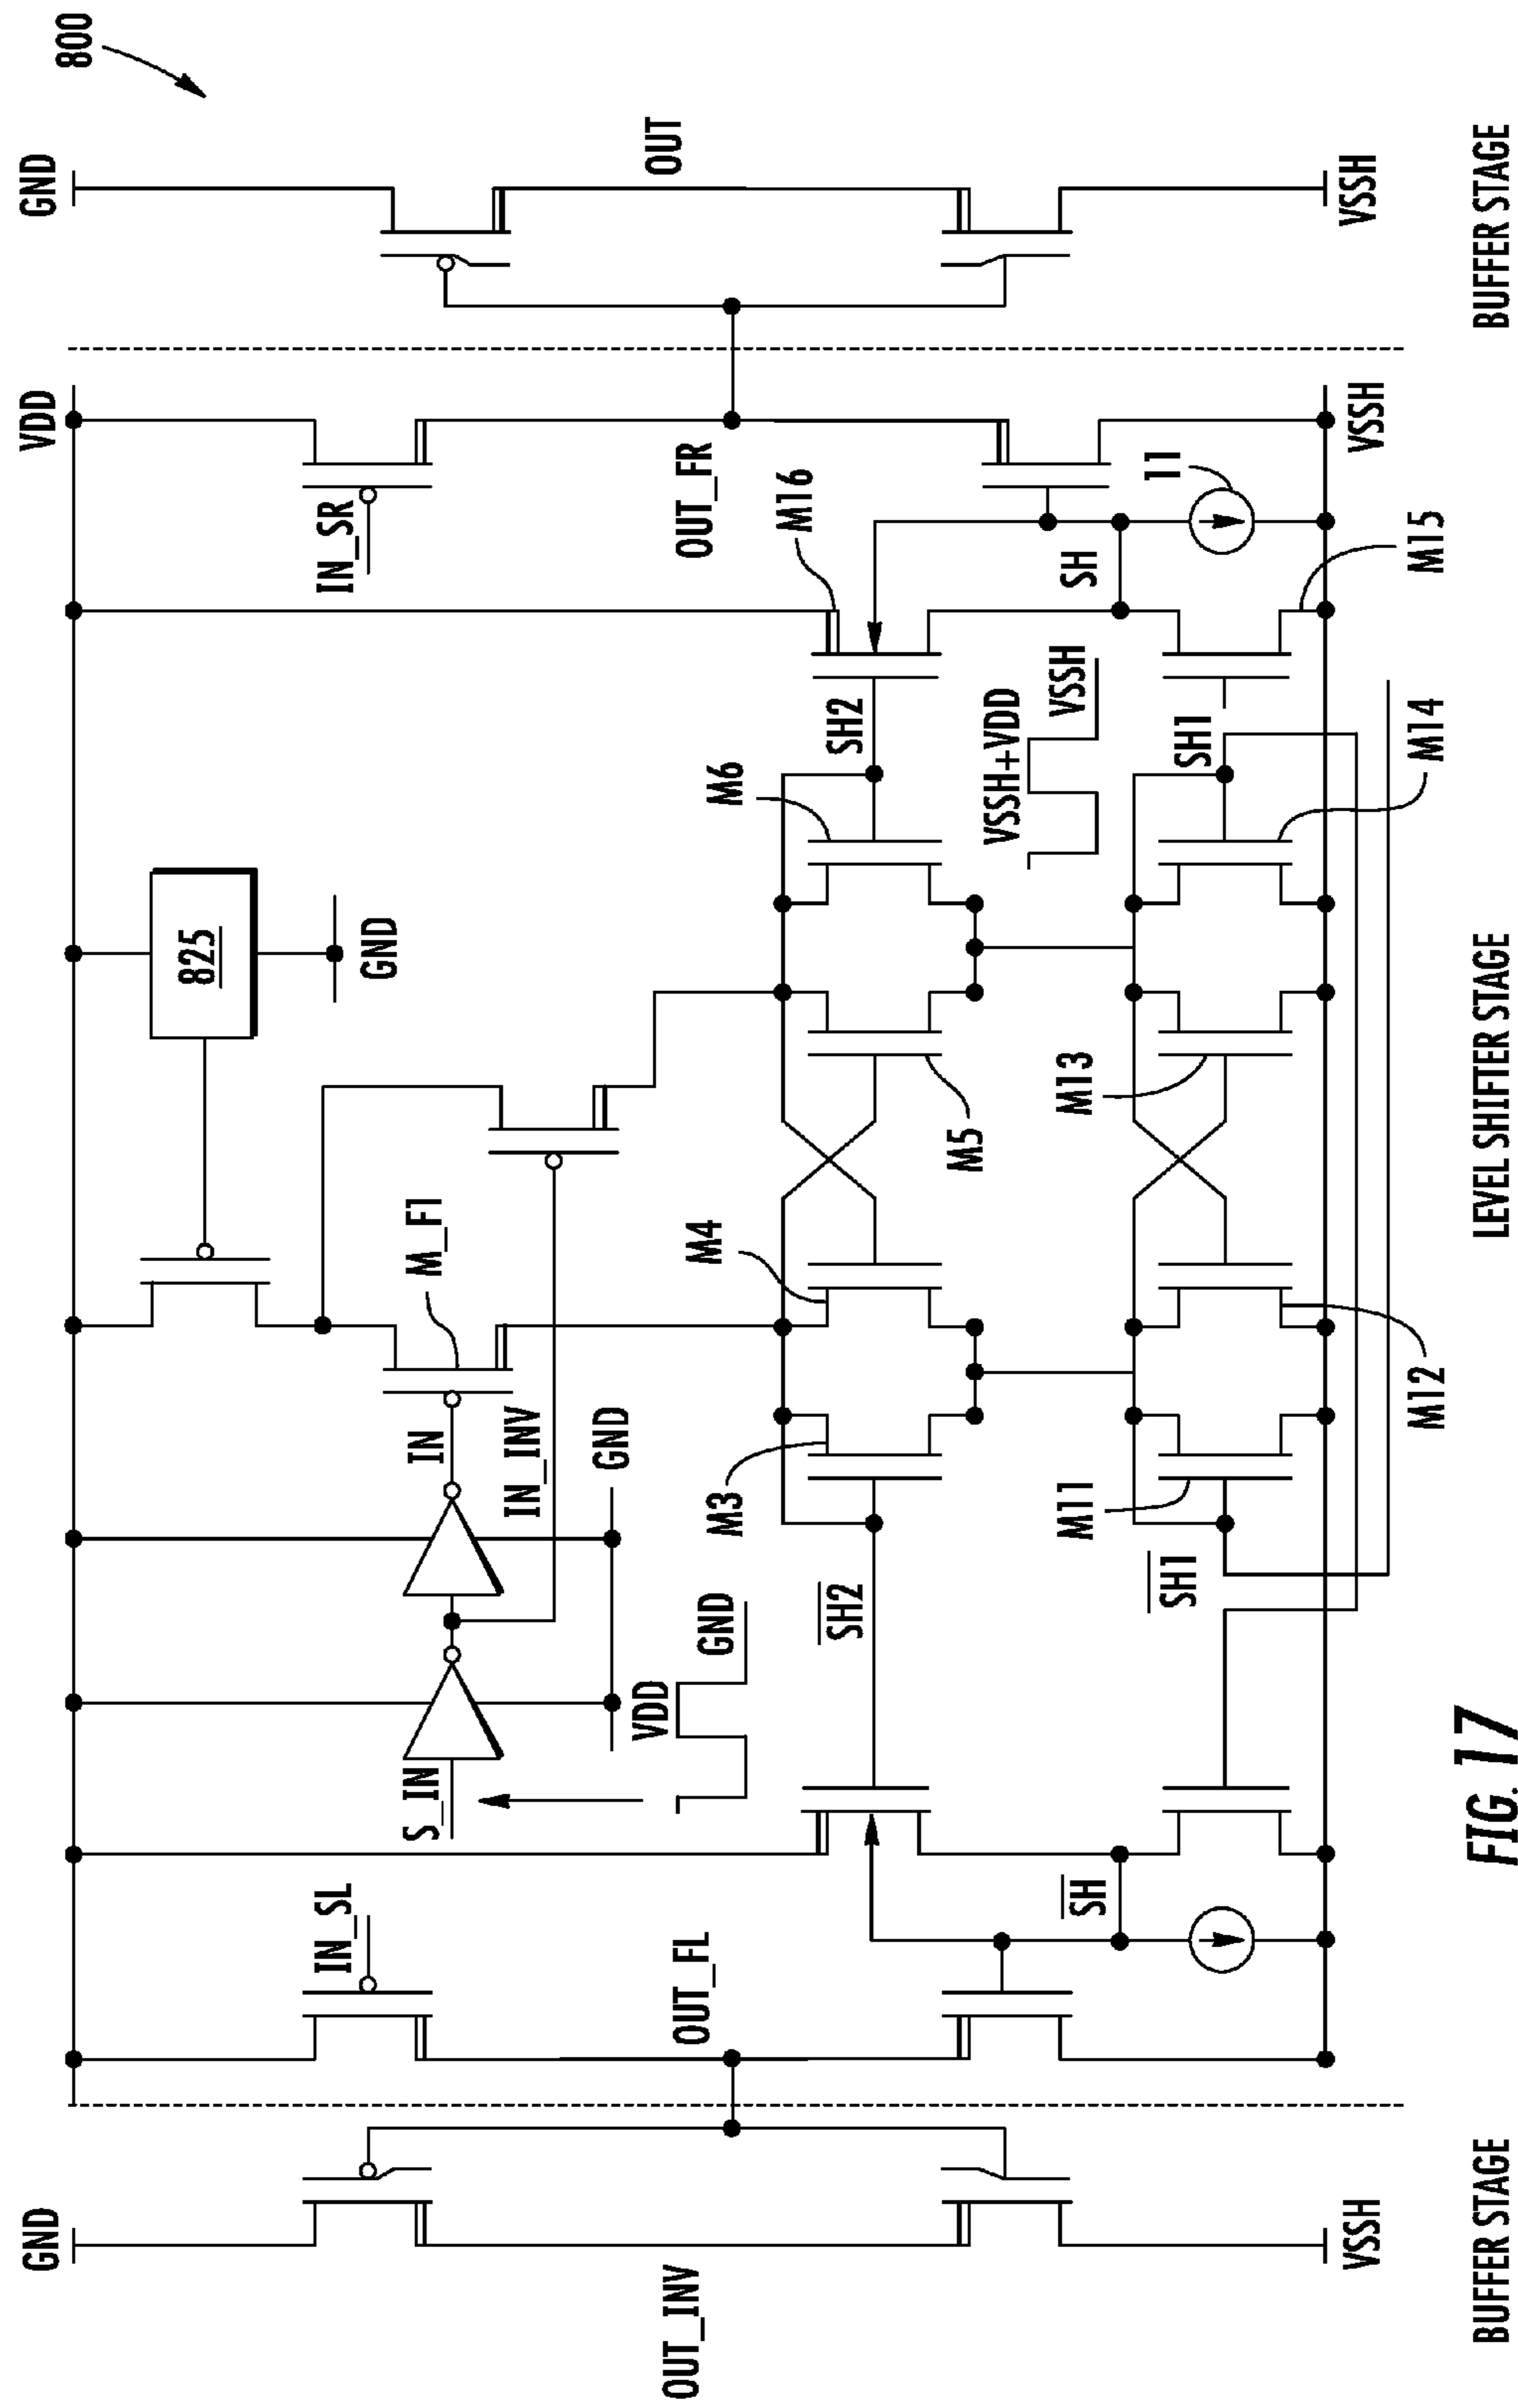 800
GND
VDD
GND
825
S_IN
IN
M_F1
IN_SL
IN_SR
GND
IN_INV
GND
VDD
GND
OUT_INV
OUT_FL
OUT_FR
OUT
M3
M4
M6
M16
SH2
SH2
M5
VSSH+VDD
VSSH
SH
M11
M13
SH
SH1
SH1
I1
VSSH
M12
M14
M15
VSSH
VSSH
BUFFER STAGE
LEVEL SHIFTER STAGE
BUFFER STAGE
FIG. 17